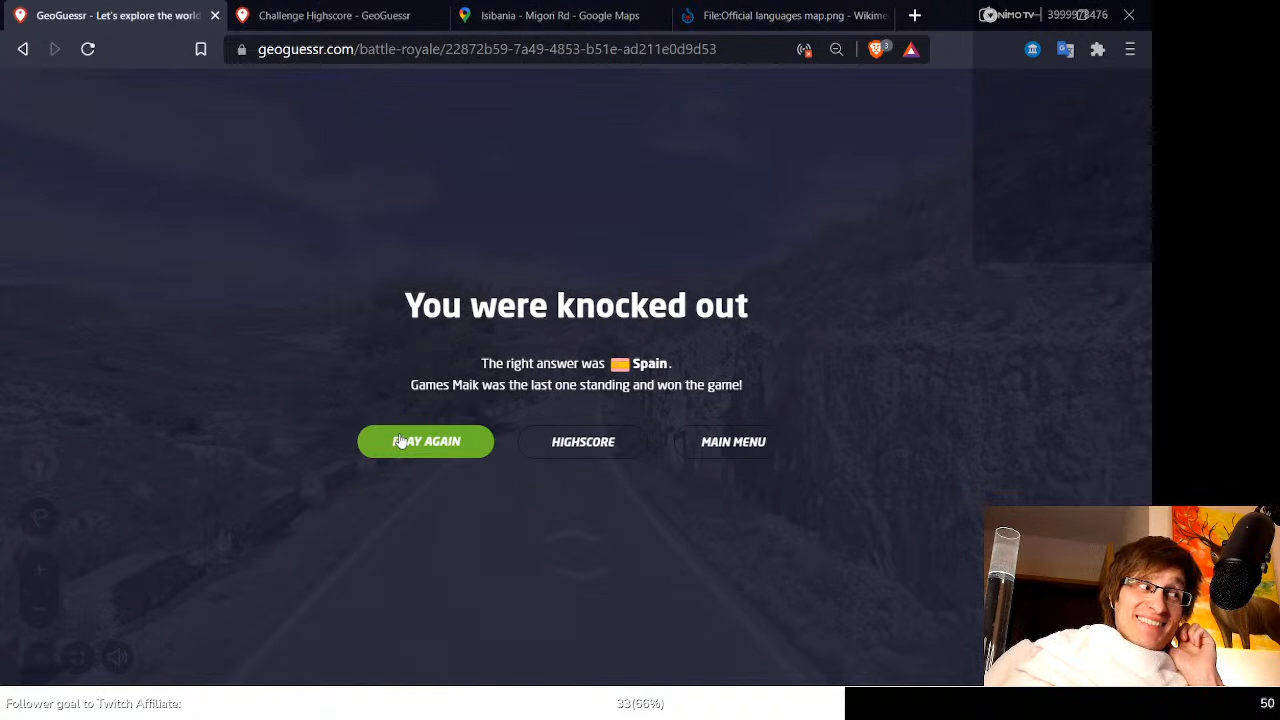 GeoGuessr - Let's explore the world
Challenge Highscore - GeoGuessr
Isibania - Migori Rd - Google Maps
File:Official languages map.png - Wikime
NIMO TV
geoguessr.com/battle-royale/22872b59-7a49-4853-b51e-ad211e0d9d53
3
You were knocked out
The right answer was Spain.
Games Maik was the last one standing and won the game!
PLAY AGAIN
HIGHSCORE
MAIN MENU
Follower goal to Twitch Affiliate:
33(66%)
50